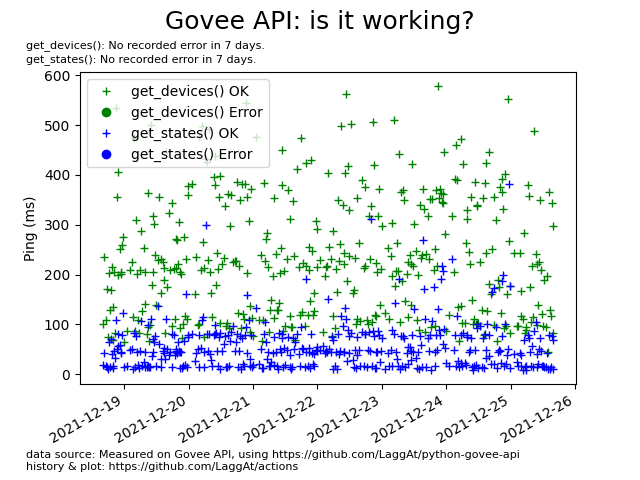 Govee API: is it working?
get_devices(): No recorded error in 7 days.
get_states(): No recorded error in 7 days.
get_devices() OK
get_devices() Error
get_states() OK
get_states() Error
Ping (ms)
600
500
400
300
200
100
0
2021-12-19
2021-12-20
2021-12-21
2021-12-22
2021-12-23
2021-12-24
2021-12-25
2021-12-26
data source: Measured on Govee API, using https://github.com/LaggAt/python-govee-api
history & plot: https://github.com/LaggAt/actions